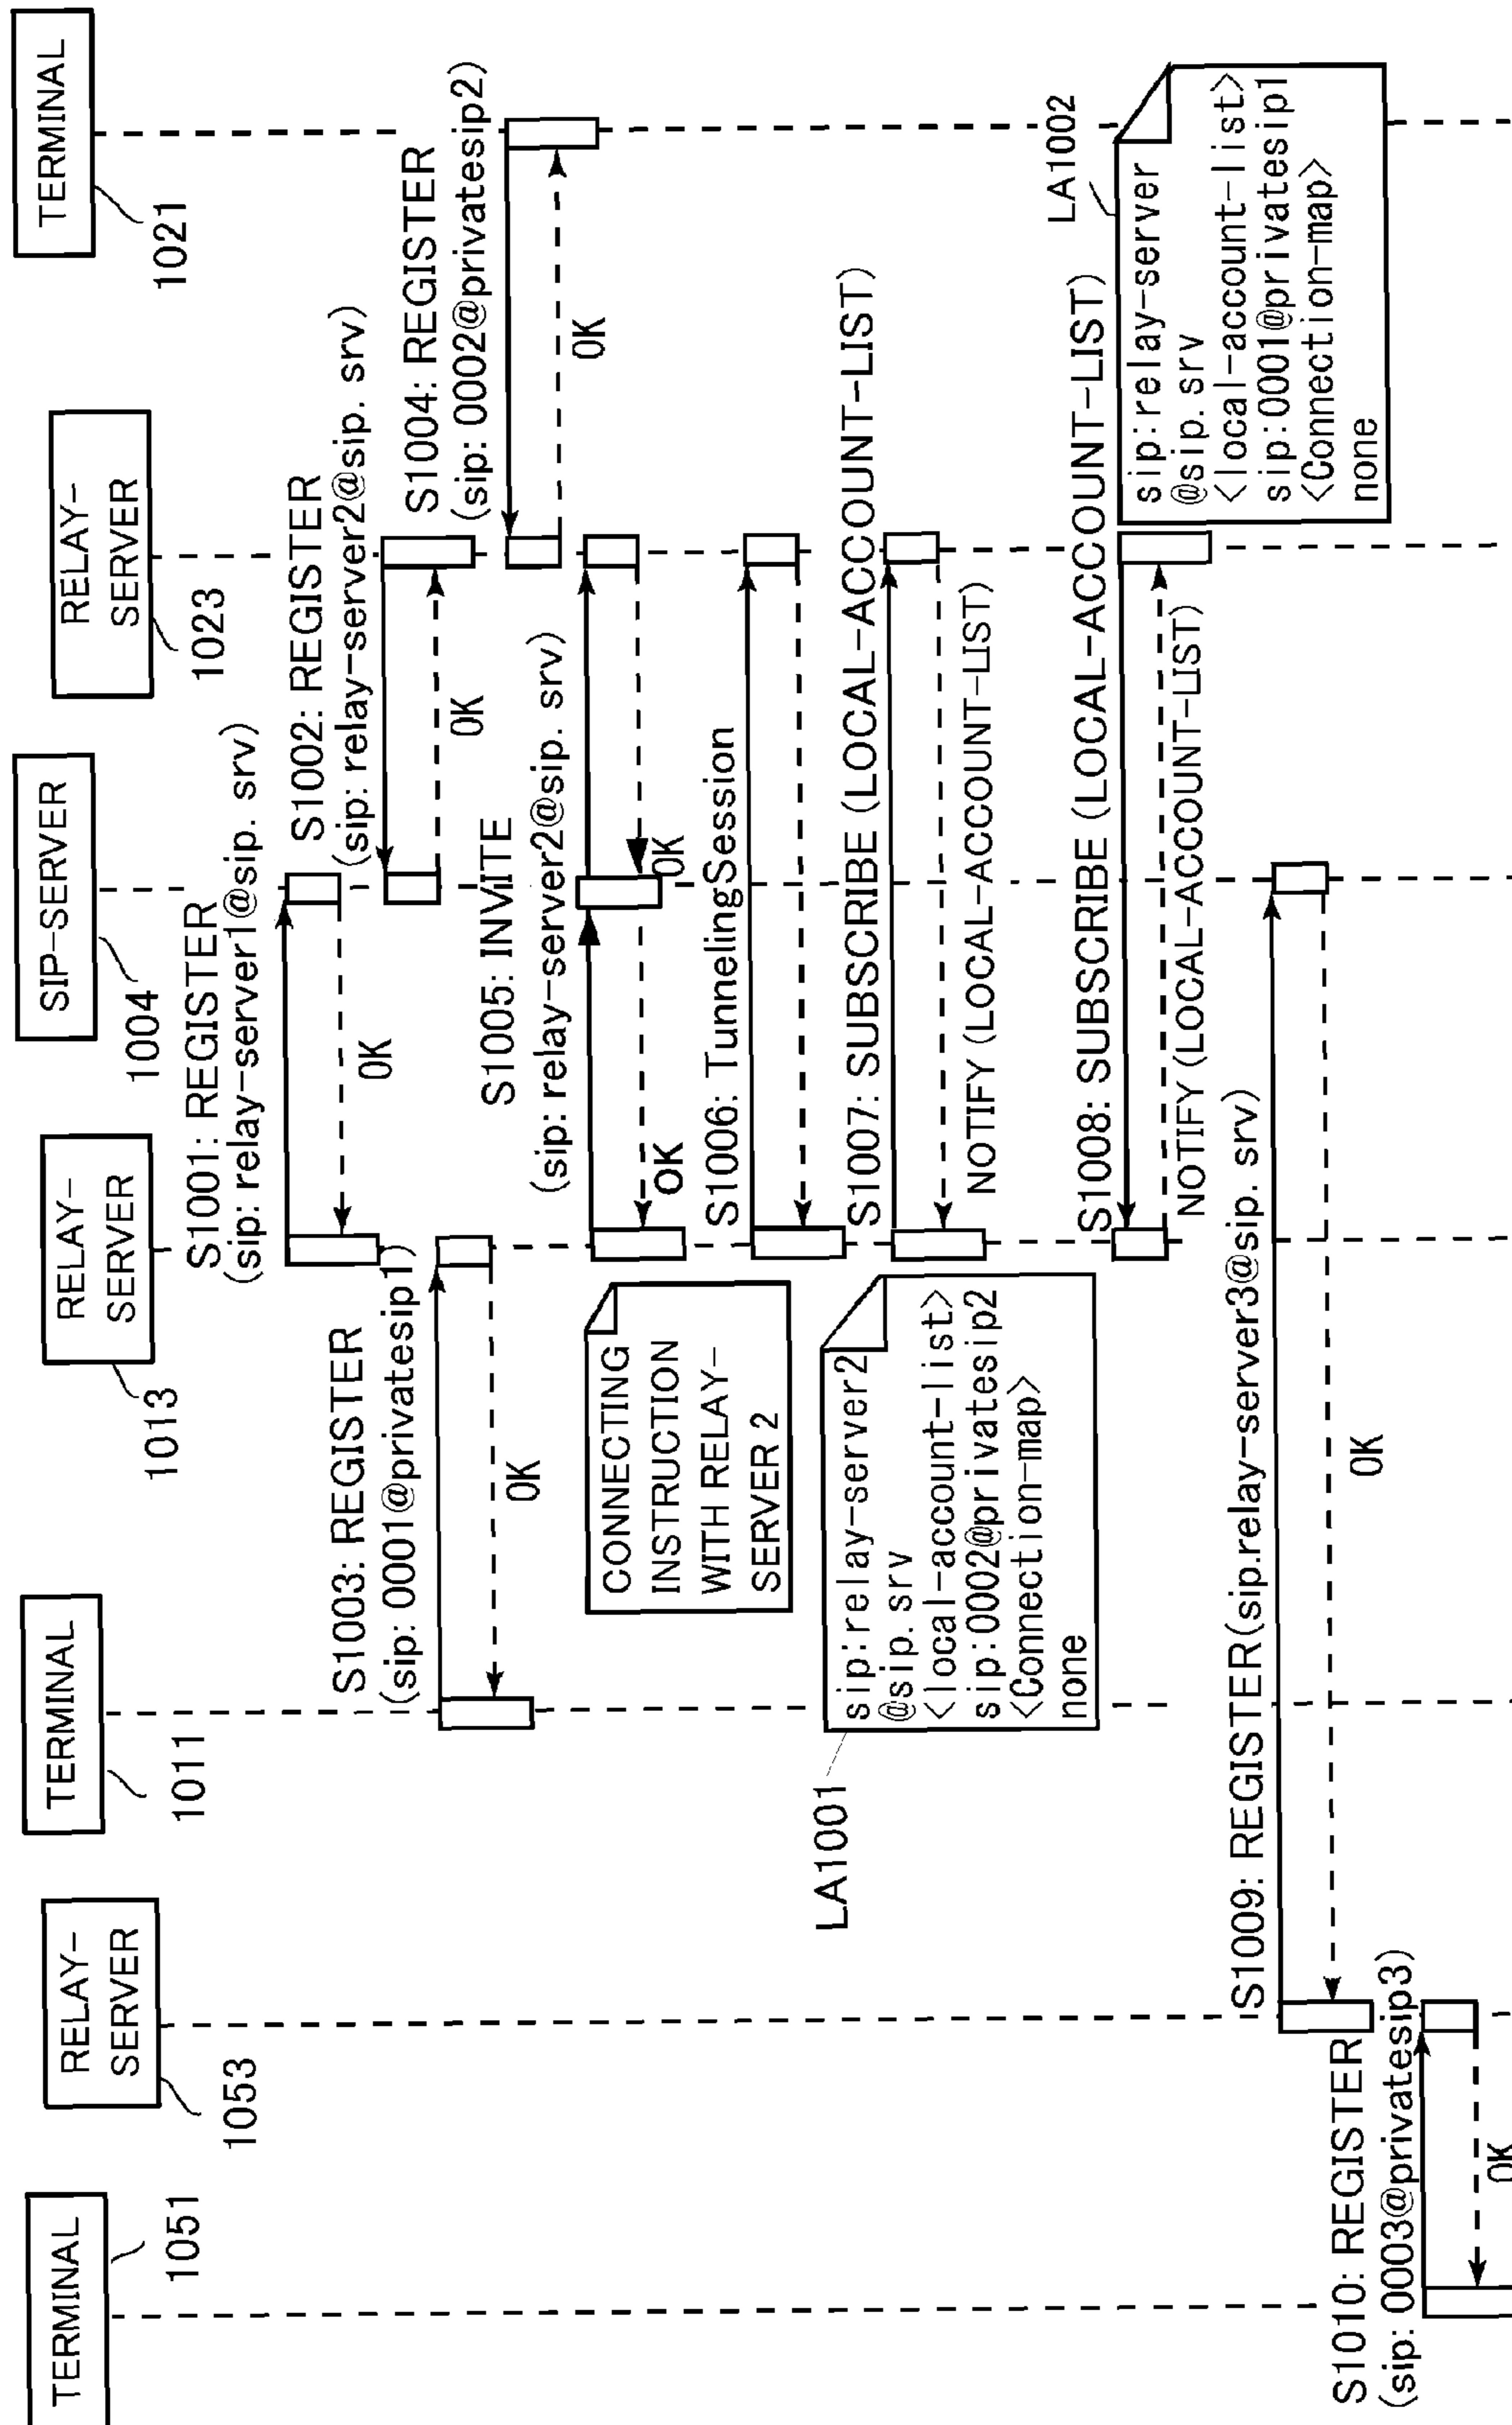 TERMINAL
1051
RELAY-
SERVER
1053
TERMINAL
1011
RELAY-
SERVER
1013
SIP-SERVER
1004
RELAY-
SERVER
1023
TERMINAL
1021
S1001: REGISTER
(sip: relay-server1@sip. srv)
OK
S1002: REGISTER
(sip: relay-server2@sip. srv)
OK
S1003: REGISTER
(sip: 0001@privatesip1)
OK
S1004: REGISTER
(sip: 0002@privatesip2)
OK
CONNECTING
INSTRUCTION
WITH RELAY-
SERVER 2
S1005: INVITE
(sip: relay-server2@sip. srv)
OK
OK
S1006: TunnelingSession
S1007: SUBSCRIBE (LOCAL-ACCOUNT-LIST)
NOTIFY (LOCAL-ACCOUNT-LIST)
LA1001
sip:relay-server2
@sip.srv
<local-account-list>
sip:0002@privatesip2
<Connection-map>
none
S1008: SUBSCRIBE (LOCAL-ACCOUNT-LIST)
NOTIFY (LOCAL-ACCOUNT-LIST)
LA1002
sip:relay-server
@sip.srv
<local-account-list>
sip:0001@privatesip1
<Connection-map>
none
S1009: REGISTER(sip.relay-server3@sip. srv)
OK
S1010: REGISTER
(sip: 0003@privatesip3)
OK